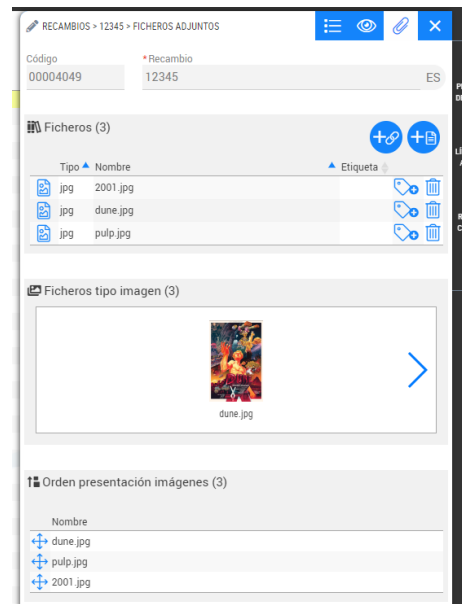 RECAMBIOS > 12345 > FICHEROS ADJUNTOS
Código
*Recambio
00004049
12345
ES
Ficheros (3)
Tipo Nombre Etiqueta
jpg 2001.jpg
jpg dune.jpg
jpg pulp.jpg
Ficheros tipo imagen (3)
dune.jpg
Orden presentación imágenes (3)
Nombre
dune.jpg
pulp.jpg
2001.jpg